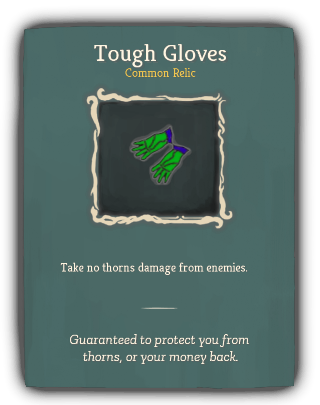 Tough Gloves
Common Relic
Take no thorns damage from enemies.
Guaranteed to protect you from
thorns, or your money back.